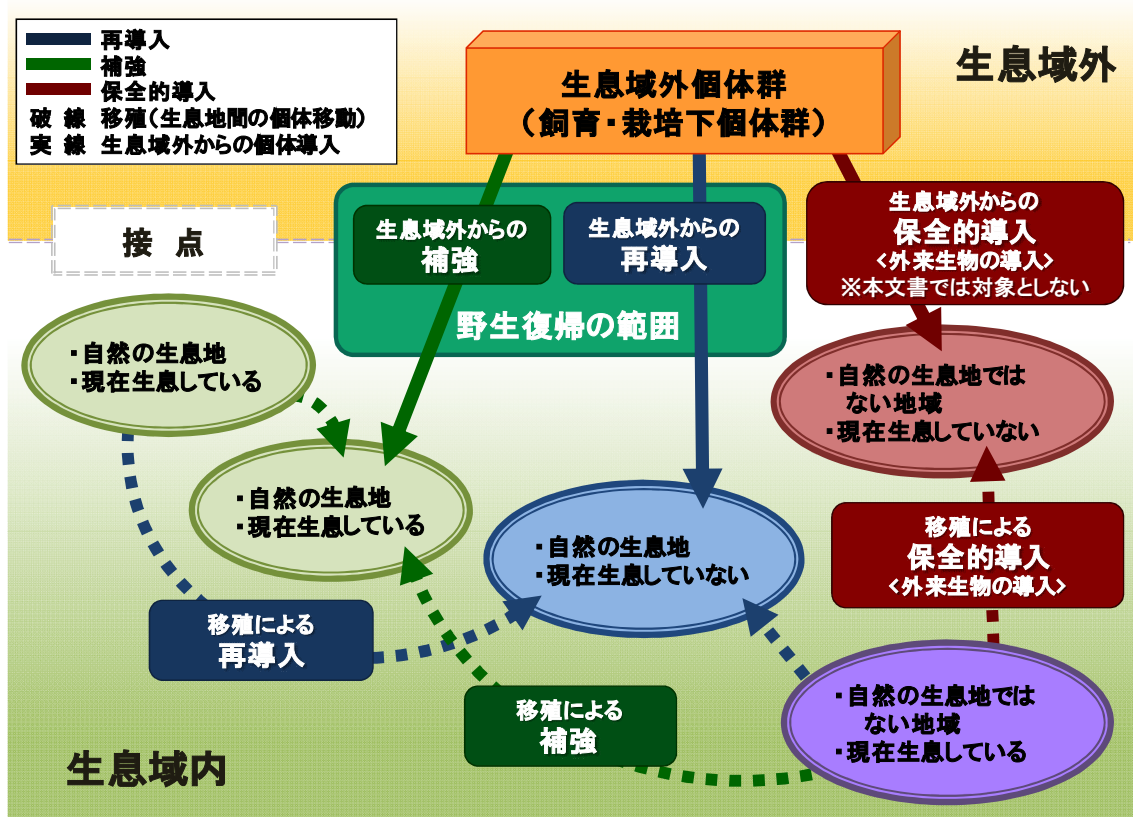 再導入
補強
保全的導入
破 線 移殖（生息地間の個体移動）
実 線 生息域外からの個体導入
生息域外個体群
（飼育・栽培下個体群）
生息域外
接 点
生息域外からの
補強
生息域外からの
再導入
野生復帰の範囲
生息域外からの
保全的導入
<外来生物の導入>
※本文書では対象としない
・自然の生息地
・現在生息している
・自然の生息地では
ない地域
・現在生息していない
・自然の生息地
・現在生息している
・自然の生息地
・現在生息していない
移殖による
保全的導入
<外来生物の導入>
移殖による
再導入
移殖による
補強
・自然の生息地では
ない地域
・現在生息している
生息域内